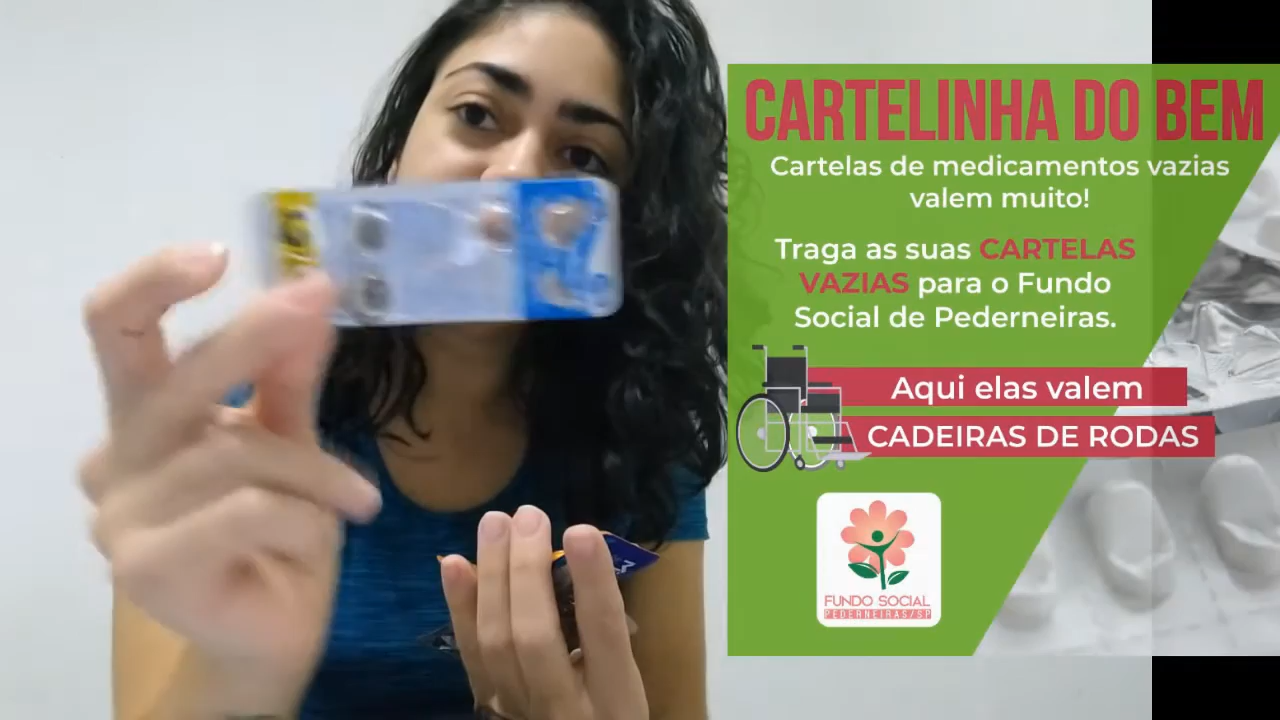 CARTELINHA DO BEM
Cartelas de medicamentos vazias
valem muito!
Traga as suas CARTELAS
VAZIAS para o Fundo
Social de Pederneiras.
Aqui elas valem
CADEIRAS DE RODAS
FUNDO SOCIAL
PEDERNEIRAS/SP